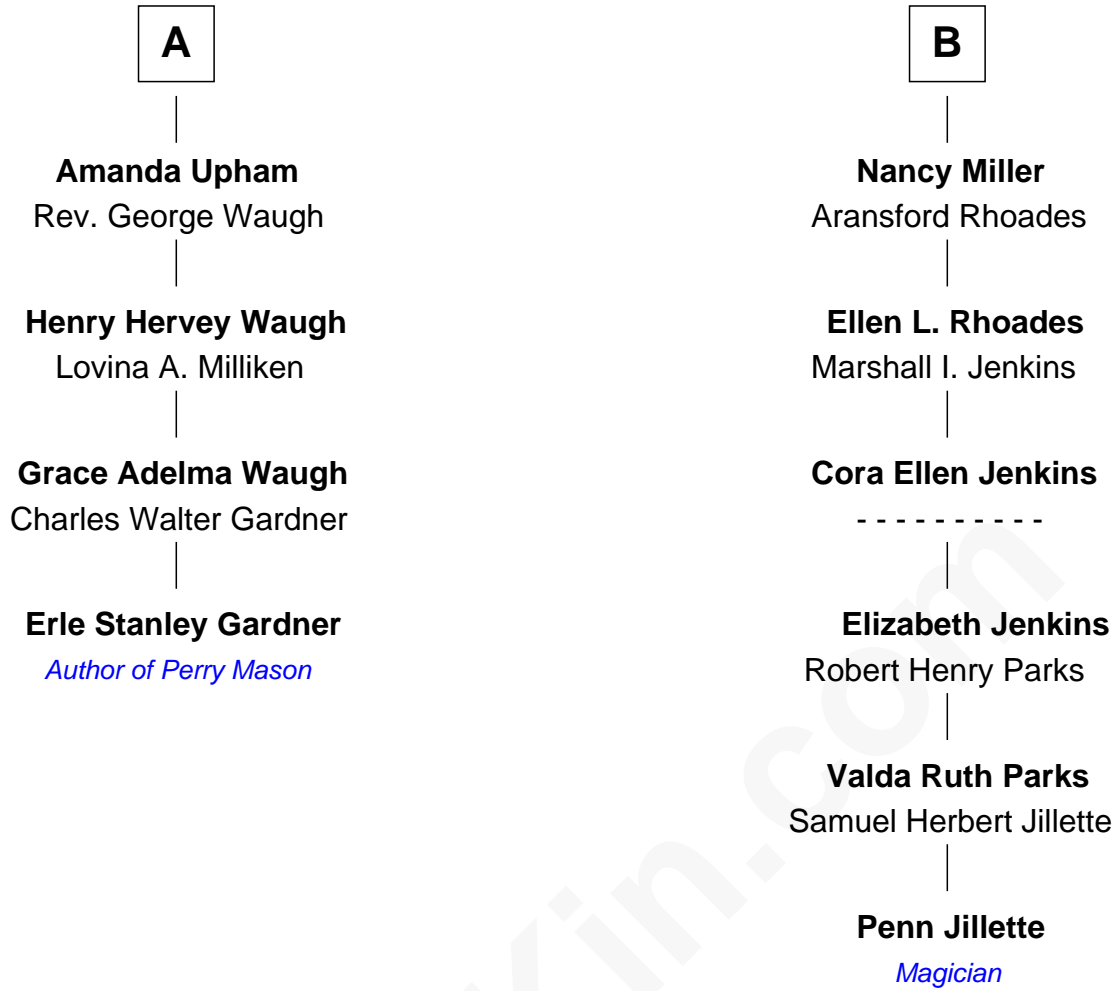 A
Amanda Upham
Rev. George Waugh
Henry Hervey Waugh
Lovina A. Milliken
Grace Adelma Waugh
Charles Walter Gardner
Erle Stanley Gardner
Author of Perry Mason
B
Nancy Miller
Aransford Rhoades
Ellen L. Rhoades
Marshall I. Jenkins
Cora Ellen Jenkins
- - - - - - - - - -
Elizabeth Jenkins
Robert Henry Parks
Valda Ruth Parks
Samuel Herbert Jillette
Penn Jillette
Magician